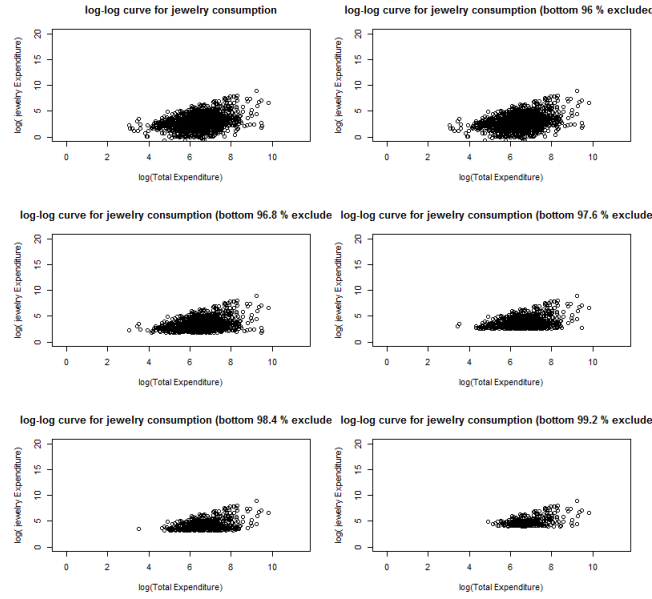 log-log curve for jewelry consumption
log-log curve for jewelry consumption (bottom 96 % excluded
20
15
10
5
0
log( jewelry Expenditure)
0 2 4 6 8 10
log(Total Expenditure)
20
15
10
5
0
log( jewelry Expenditure)
0 2 4 6 8 10
log(Total Expenditure)
log-log curve for jewelry consumption (bottom 96.8 % exclude
log-log curve for jewelry consumption (bottom 97.6 % exclude
20
15
10
5
0
log( jewelry Expenditure)
0 2 4 6 8 10
log(Total Expenditure)
20
15
10
5
0
log( jewelry Expenditure)
0 2 4 6 8 10
log(Total Expenditure)
log-log curve for jewelry consumption (bottom 98.4 % exclude
log-log curve for jewelry consumption (bottom 99.2 % exclude
20
15
10
5
0
log( jewelry Expenditure)
0 2 4 6 8 10
log(Total Expenditure)
20
15
10
5
0
log( jewelry Expenditure)
0 2 4 6 8 10
log(Total Expenditure)